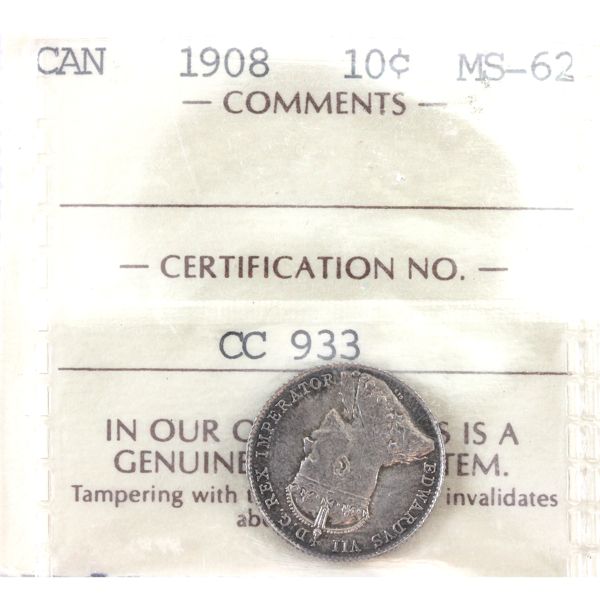 CAN 1908 10¢ MS-62
— COMMENTS —
— CERTIFICATION NO. —
CC 933
IN OUR IS A
GENUINE
Tampering with invalidates
EDWARDVS VII D.G. REX IMPERATOR